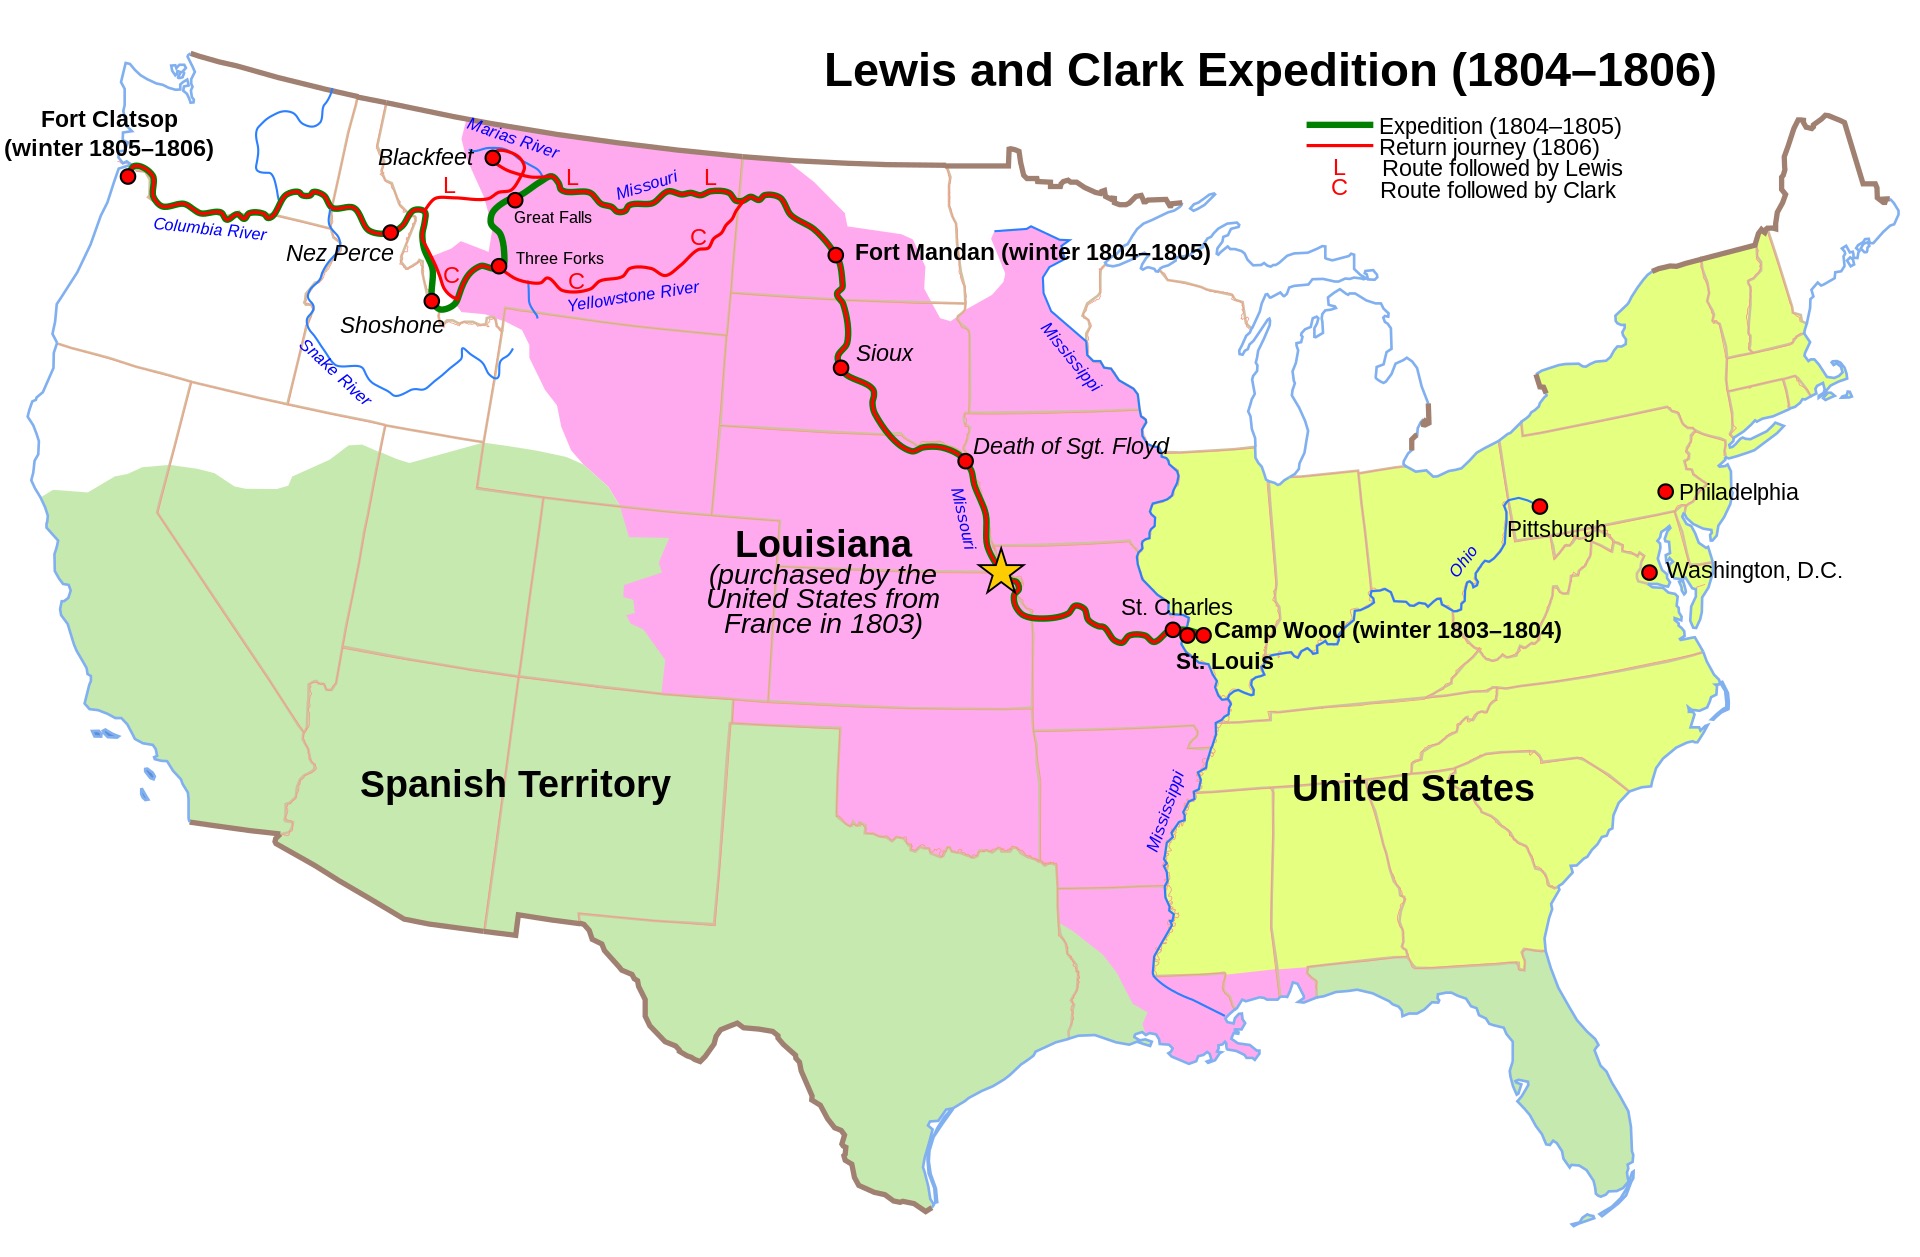 Lewis and Clark Expedition (1804–1806)
Expedition (1804–1805)
Return journey (1806)
L Route followed by Lewis
C Route followed by Clark
Fort Clatsop
(winter 1805–1806)
Marias River
Blackfeet
L
L
Missouri
L
Great Falls
Columbia River
Nez Perce
Three Forks
C
C
C
Yellowstone River
Fort Mandan (winter 1804–1805)
Shoshone
Snake River
Sioux
Mississippi
Death of Sgt. Floyd
Missouri
Philadelphia
Pittsburgh
Ohio
Washington, D.C.
Louisiana
(purchased by the
United States from
France in 1803)
St. Charles
Camp Wood (winter 1803–1804)
St. Louis
Spanish Territory
Mississippi
United States